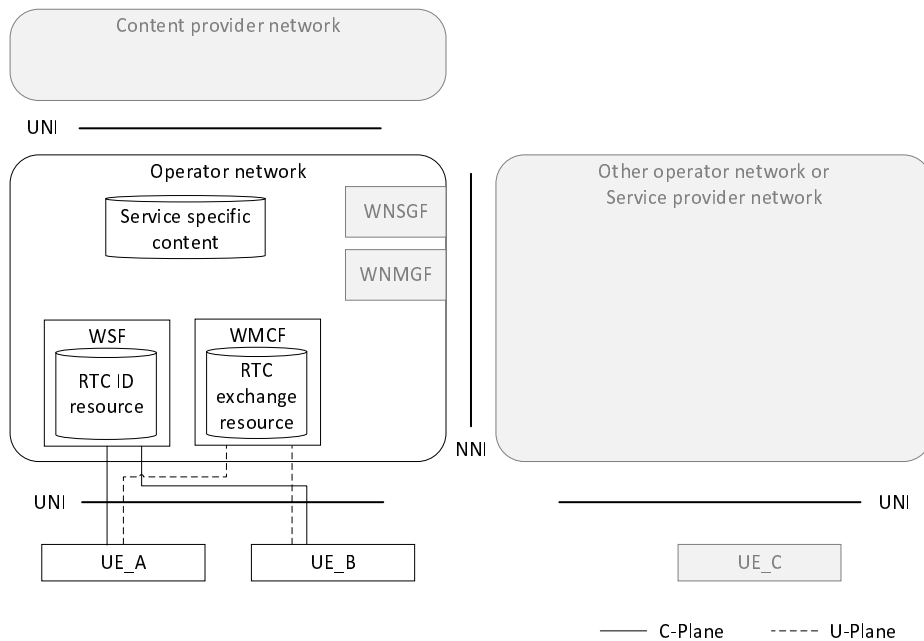 Content provider network
UNI
Operator network
Service specific
content
WNSGF
WNMGF
WSF
RTC ID
resource
WMCF
RTC
exchange
resource
Other operator network or
Service provider network
NNI
UNI
UNI
UE_A
UE_B
UE_C
C-Plane
U-Plane